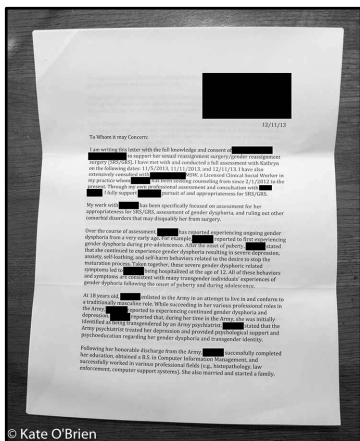 12/11/13
To Whom it may Concern:
I am writing this letter with the full knowledge and consent of
in support her sexual reassignment surgery/gender reassignment
surgery (SRS/GRS). I have met with and conducted a full assessment with Kathryn
on the following dates: 11/5/2013, 11/11/2013, and 12/11/13. I have also
extensively consulted with CSW, a Licensed Clinical Social Worker in
my practice whom has been seeking counseling from since 2/1/2012 to the
present. Through my own professional assessment and consultation with
I fully support pursuit of and appropriateness for SRS/GRS.
My work with has been specifically focused on assessment for her
appropriateness for SRS/GRS, assessment of gender dysphoria, and ruling out other
comorbid disorders that may disqualify her from surgery.
Over the course of assessment, has reported experiencing ongoing gender
dysphoria from a very early age. For example, reported to first experiencing
gender dysphoria during pre-adolescence. After the onset of puberty, stated
that she continued to experience gender dysphoria resulting in severe depression,
anxiety, self-loathing, and self-harm behaviors related to the desire to stop the
maturation process. Taken together, these severe gender dysphoric related
symptoms led to being hospitalized at the age of 12. All of these behaviors
and symptoms are consistent with many transgender individuals' experiences of
gender dysphoria following the onset of puberty and during adolescence.
At 18 years old, enlisted in the Army in an attempt to live in and conform to
a traditionally masculine role. While succeeding in her various professional roles in
the Army, reported to experiencing continued gender dysphoria and
depression. reported that, during her time in the Army, she was initially
identified as being transgendered by an Army psychiatrist. stated that the
Army psychiatrist treated her depression and provided psychological support and
psychoeducation regarding her gender dysphoria and transgender identity.
Following her honorable discharge from the Army, successfully completed
her education, obtained a B.S. in Computer Information Management, and
successfully worked in various professional fields (e.g., histopathology, law
enforcement, computer support systems). She also married and started a family.
© Kate O'Brien